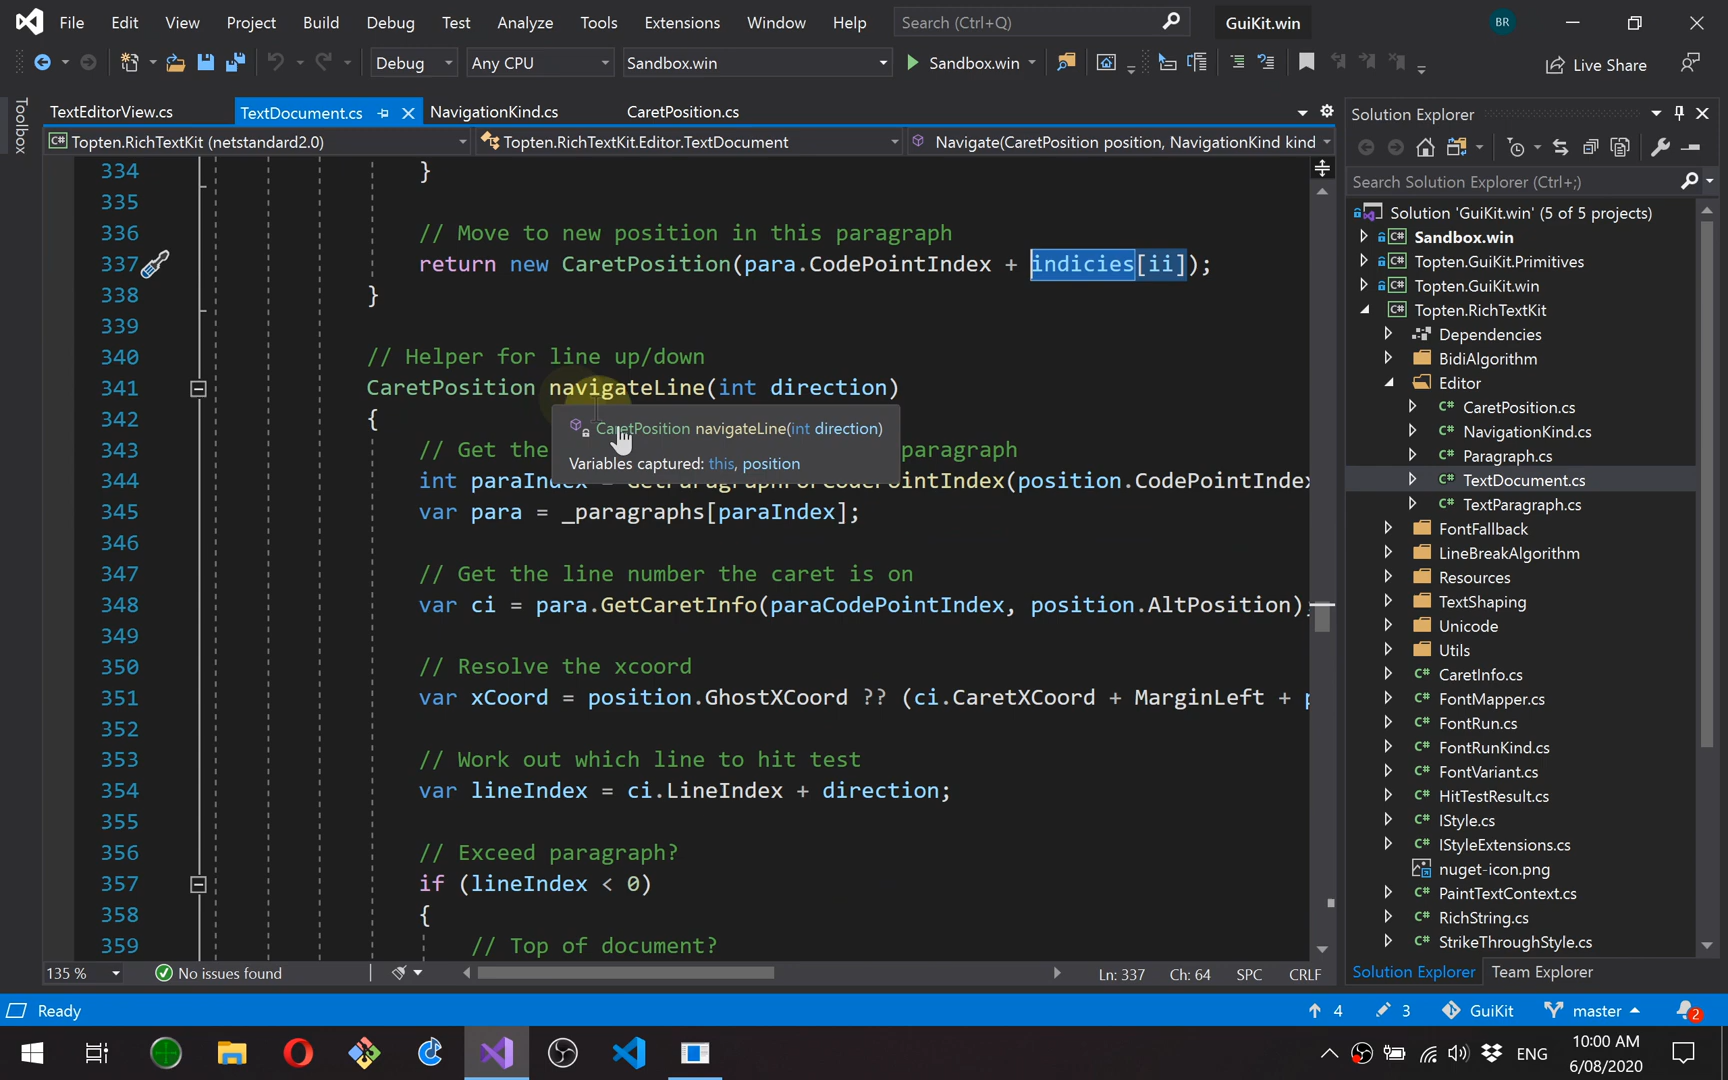 File Edit View Project Build Debug Test Analyze Tools Extensions Window Help Search (Ctrl+Q) GuiKit.win BR
Debug Any CPU Sandbox.win Sandbox.win Live Share
Toolbox
TextEditorView.cs TextDocument.cs NavigationKind.cs CaretPosition.cs
Topten.RichTextKit (netstandard2.0) Topten.RichTextKit.Editor.TextDocument Navigate(CaretPosition position, NavigationKind kind
334 }
335
336 // Move to new position in this paragraph
337 return new CaretPosition(para.CodePointIndex + indicies[ii]);
338 }
339
340 // Helper for line up/down
341 CaretPosition navigateLine(int direction)
342 {
CaretPosition navigateLine(int direction)
Variables captured: this, position
343 // Get the paragraph
344 int paraIndex = GetParagraphForCodePointIndex(position.CodePointIndex
345 var para = _paragraphs[paraIndex];
346
347 // Get the line number the caret is on
348 var ci = para.GetCaretInfo(paraCodePointIndex, position.AltPosition);
349
350 // Resolve the xcoord
351 var xCoord = position.GhostXCoord ?? (ci.CaretXCoord + MarginLeft + p
352
353 // Work out which line to hit test
354 var lineIndex = ci.LineIndex + direction;
355
356 // Exceed paragraph?
357 if (lineIndex < 0)
358 {
359 // Top of document?
135 % No issues found Ln: 337 Ch: 64 SPC CRLF
Solution Explorer
Search Solution Explorer (Ctrl+;)
Solution 'GuiKit.win' (5 of 5 projects)
Sandbox.win
Topten.GuiKit.Primitives
Topten.GuiKit.win
Topten.RichTextKit
Dependencies
BidiAlgorithm
Editor
C# CaretPosition.cs
C# NavigationKind.cs
C# Paragraph.cs
C# TextDocument.cs
C# TextParagraph.cs
FontFallback
LineBreakAlgorithm
Resources
TextShaping
Unicode
Utils
C# CaretInfo.cs
C# FontMapper.cs
C# FontRun.cs
C# FontRunKind.cs
C# FontVariant.cs
C# HitTestResult.cs
C# IStyle.cs
C# IStyleExtensions.cs
nuget-icon.png
C# PaintTextContext.cs
C# RichString.cs
C# StrikeThroughStyle.cs
Solution Explorer Team Explorer
Ready 4 3 GuiKit master 2
ENG 10:00 AM
6/08/2020